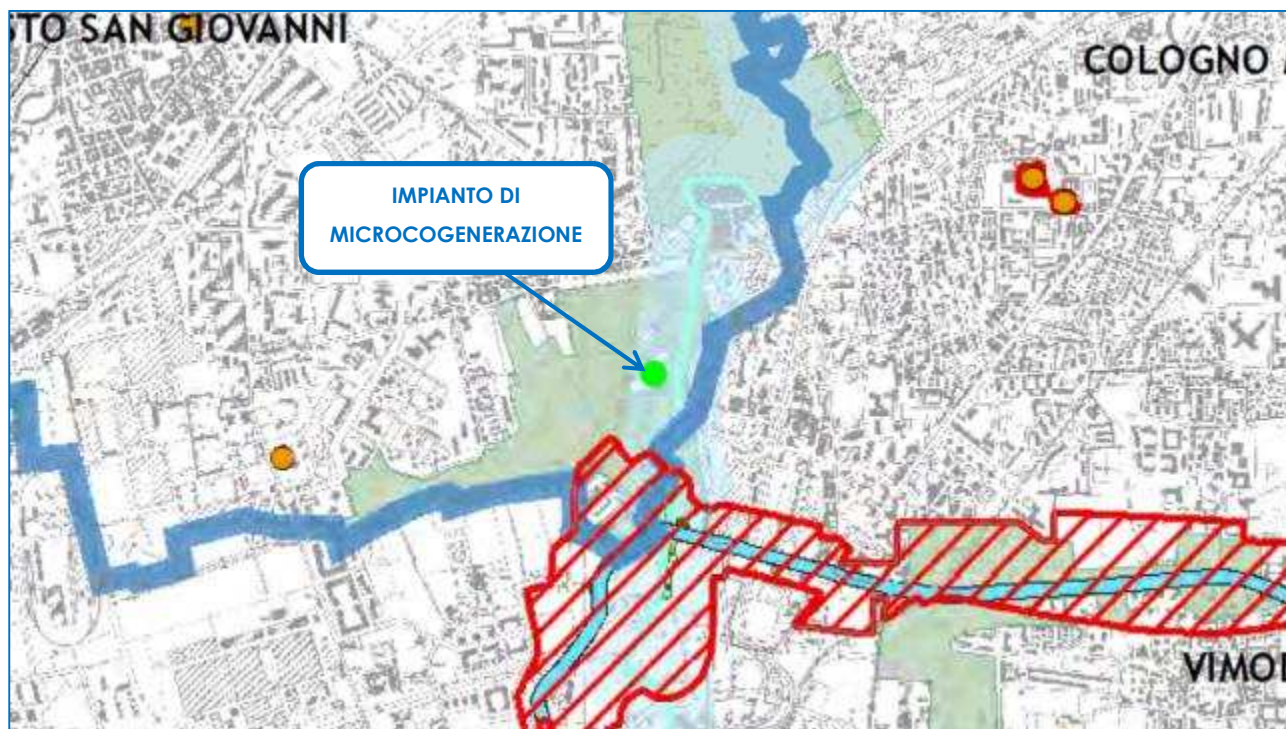 STO SAN GIOVANNI
COLOGNO
IMPIANTO DI
MICROCOGENERAZIONE
VIMO